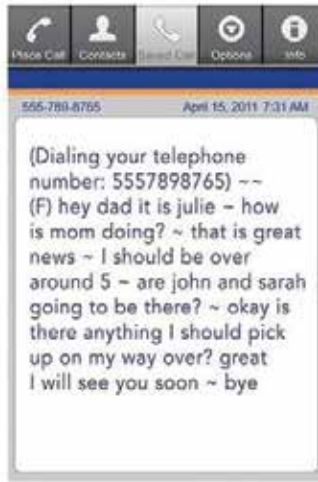 Place Call Contacts Saved Call Options Info
555-789-8765 April 15, 2011 7:31 AM
(Dialing your telephone
number: 5557898765) ~~
(F) hey dad it is julie ~ how
is mom doing? ~ that is great
news ~ I should be over
around 5 ~ are john and sarah
going to be there? ~ okay is
there anything I should pick
up on my way over? great
I will see you soon ~ bye